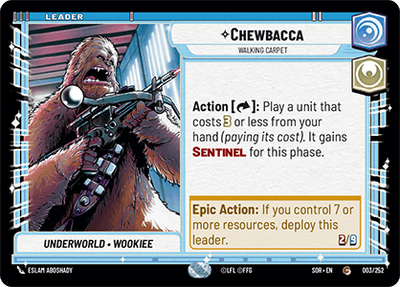 LEADER
CHEWBACCA
WALKING CARPET
Action [ ]: Play a unit that
costs 3 or less from your
hand (paying its cost). It gains
SENTINEL for this phase.
Epic Action: If you control 7 or
more resources, deploy this
leader.
2/9
UNDERWORLD • WOOKIEE
ESLAM ABOSHADY
©LFL ©FFG
SOR • EN
C
003/252